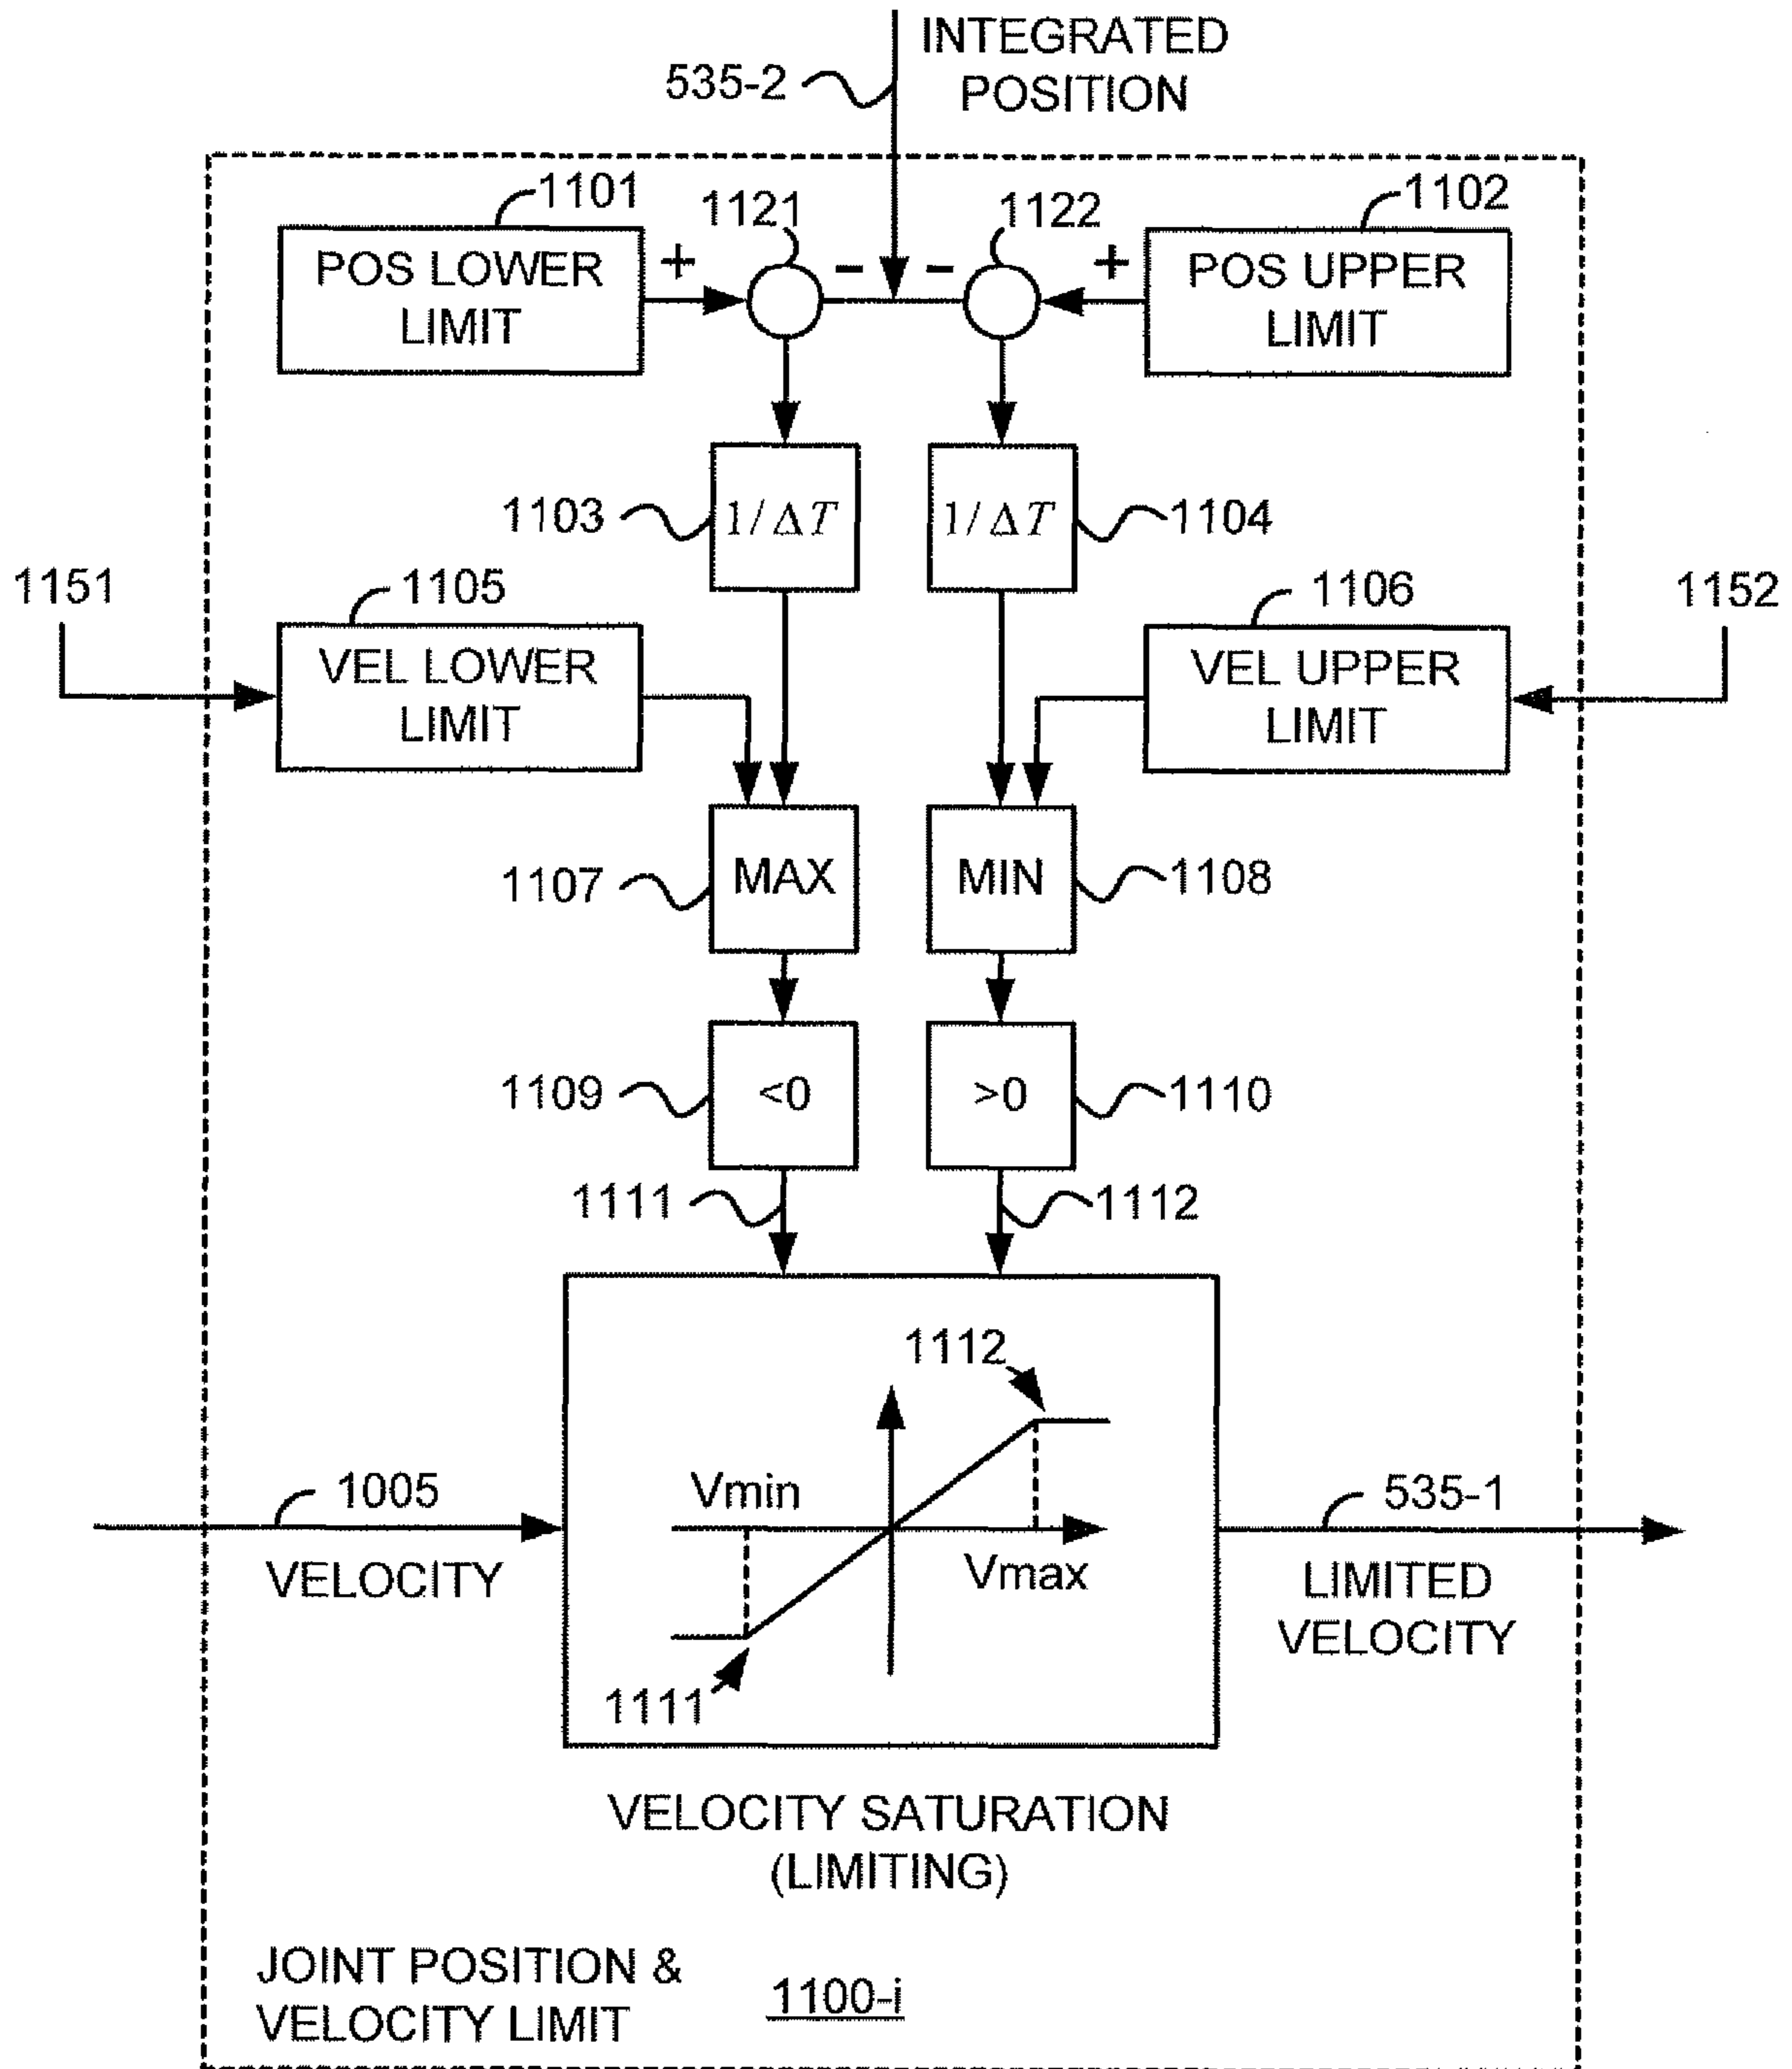 INTEGRATED
POSITION
535-2
1101
1121
1122
1102
POS LOWER
LIMIT
+
-
-
+
POS UPPER
LIMIT
1103
1/ΔT
1/ΔT
1104
1151
1105
1106
1152
VEL LOWER
LIMIT
VEL UPPER
LIMIT
1107
MAX
MIN
1108
1109
<0
>0
1110
1111
1112
1112
Vmin
Vmax
1111
1005
VELOCITY
535-1
LIMITED
VELOCITY
VELOCITY SATURATION
(LIMITING)
JOINT POSITION &
VELOCITY LIMIT
1100-i